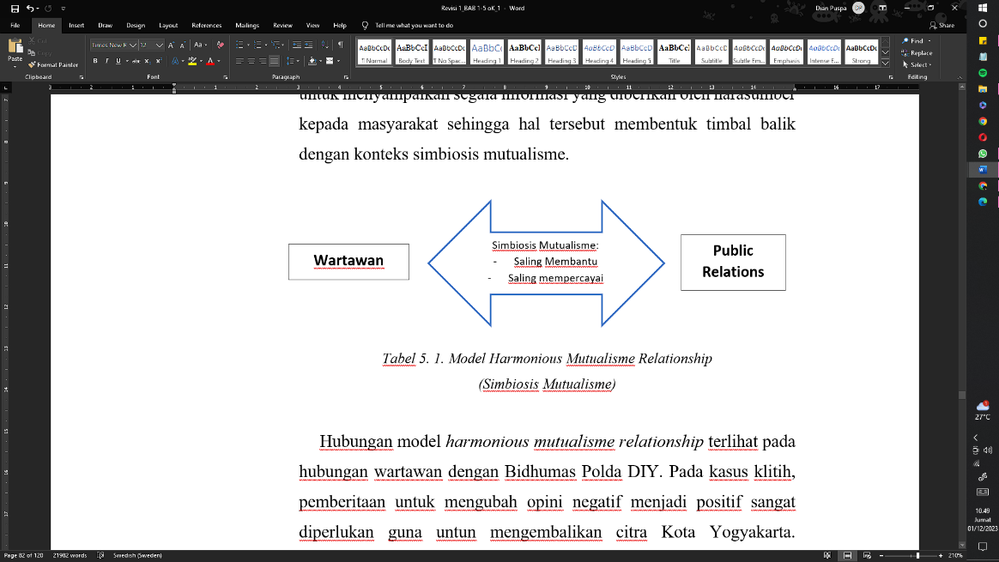 Revisi 1_BAB 1-5 oK_1 - Word
Dian Puspa
DP
File Home Insert Draw Design Layout References Mailings Review View Help Tell me what you want to do Share
Paste
Cut
Copy
Format Painter
Clipboard
Times New R 12
Font
Paragraph
AaBbCcDc AaBbCc AaBbCcDc AaBbCc AaBbCcl AaBbCcDc AaBbCcDc AaBbCcDc AaBbCcl AaBbCcDc AaBbCcDc AaBbCcDc AaBbCcDc AaBbCcDc
¶ Normal Body Text ¶ No Spac... Heading 1 Heading 2 Heading 3 Heading 4 Heading 5 Title Subtitle Subtle Em... Emphasis Intense E... Strong
Styles
Find
Replace
Select
Editing
untuk menyampaikan segala informasi yang diberikan oleh narasumber
kepada masyarakat sehingga hal tersebut membentuk timbal balik
dengan konteks simbiosis mutualisme.
Wartawan
Simbiosis Mutualisme:
- Saling Membantu
- Saling mempercayai
Public
Relations
Tabel 5. 1. Model Harmonious Mutualisme Relationship
(Simbiosis Mutualisme)
Hubungan model harmonious mutualisme relationship terlihat pada
hubungan wartawan dengan Bidhumas Polda DIY. Pada kasus klitih,
pemberitaan untuk mengubah opini negatif menjadi positif sangat
diperlukan guna untun mengembalikan citra Kota Yogyakarta.
Page 82 of 120 21982 words Swedish (Sweden) 210%
27°C
10.49
Jumat
01/12/2023